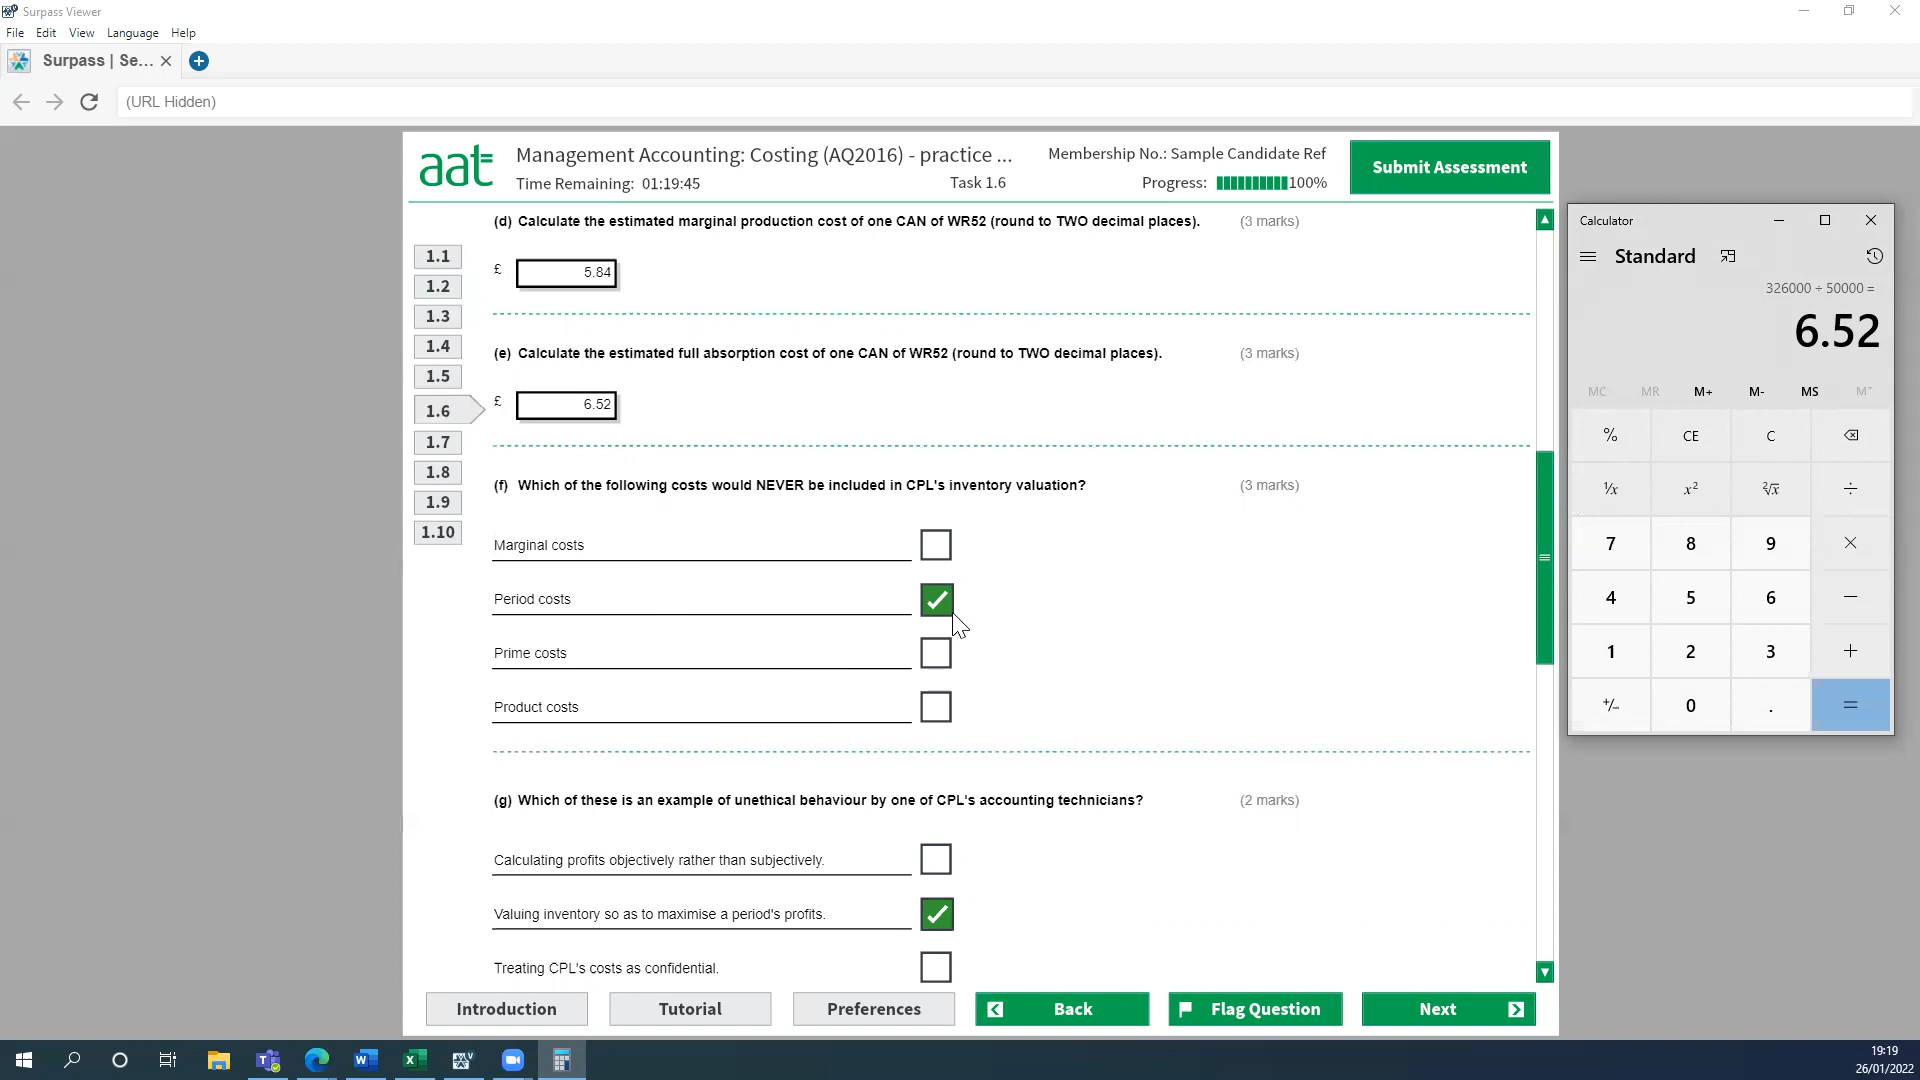 Surpass Viewer
File Edit View Language Help
Surpass | Se...
(URL Hidden)
aat
Management Accounting: Costing (AQ2016) - practice ...
Membership No.: Sample Candidate Ref
Submit Assessment
Time Remaining: 01:19:45
Task 1.6
Progress: 100%
(d) Calculate the estimated marginal production cost of one CAN of WR52 (round to TWO decimal places). (3 marks)
1.1
1.2
1.3
1.4
1.5
1.6
1.7
1.8
1.9
1.10
£ 5.84
(e) Calculate the estimated full absorption cost of one CAN of WR52 (round to TWO decimal places). (3 marks)
£ 6.52
(f) Which of the following costs would NEVER be included in CPL's inventory valuation? (3 marks)
Marginal costs
Period costs
Prime costs
Product costs
(g) Which of these is an example of unethical behaviour by one of CPL's accounting technicians? (2 marks)
Calculating profits objectively rather than subjectively.
Valuing inventory so as to maximise a period's profits.
Treating CPL's costs as confidential.
Introduction Tutorial Preferences Back Flag Question Next
Calculator
Standard
326000 ÷ 50000 =
6.52
MC MR M+ M- MS M˅
% CE C
¹/x x² ²√x ÷
7 8 9 ×
4 5 6 −
1 2 3 +
+/− 0 . =
19:19
26/01/2022